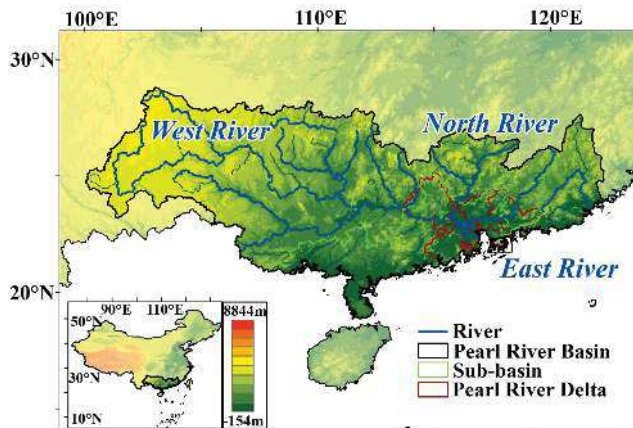 100°E 110°E 120°E
30°N
West River North River
East River
20°N
90°E 110°E
50°N
30°N
10°N
8844m
-154m
River
Pearl River Basin
Sub-basin
Pearl River Delta